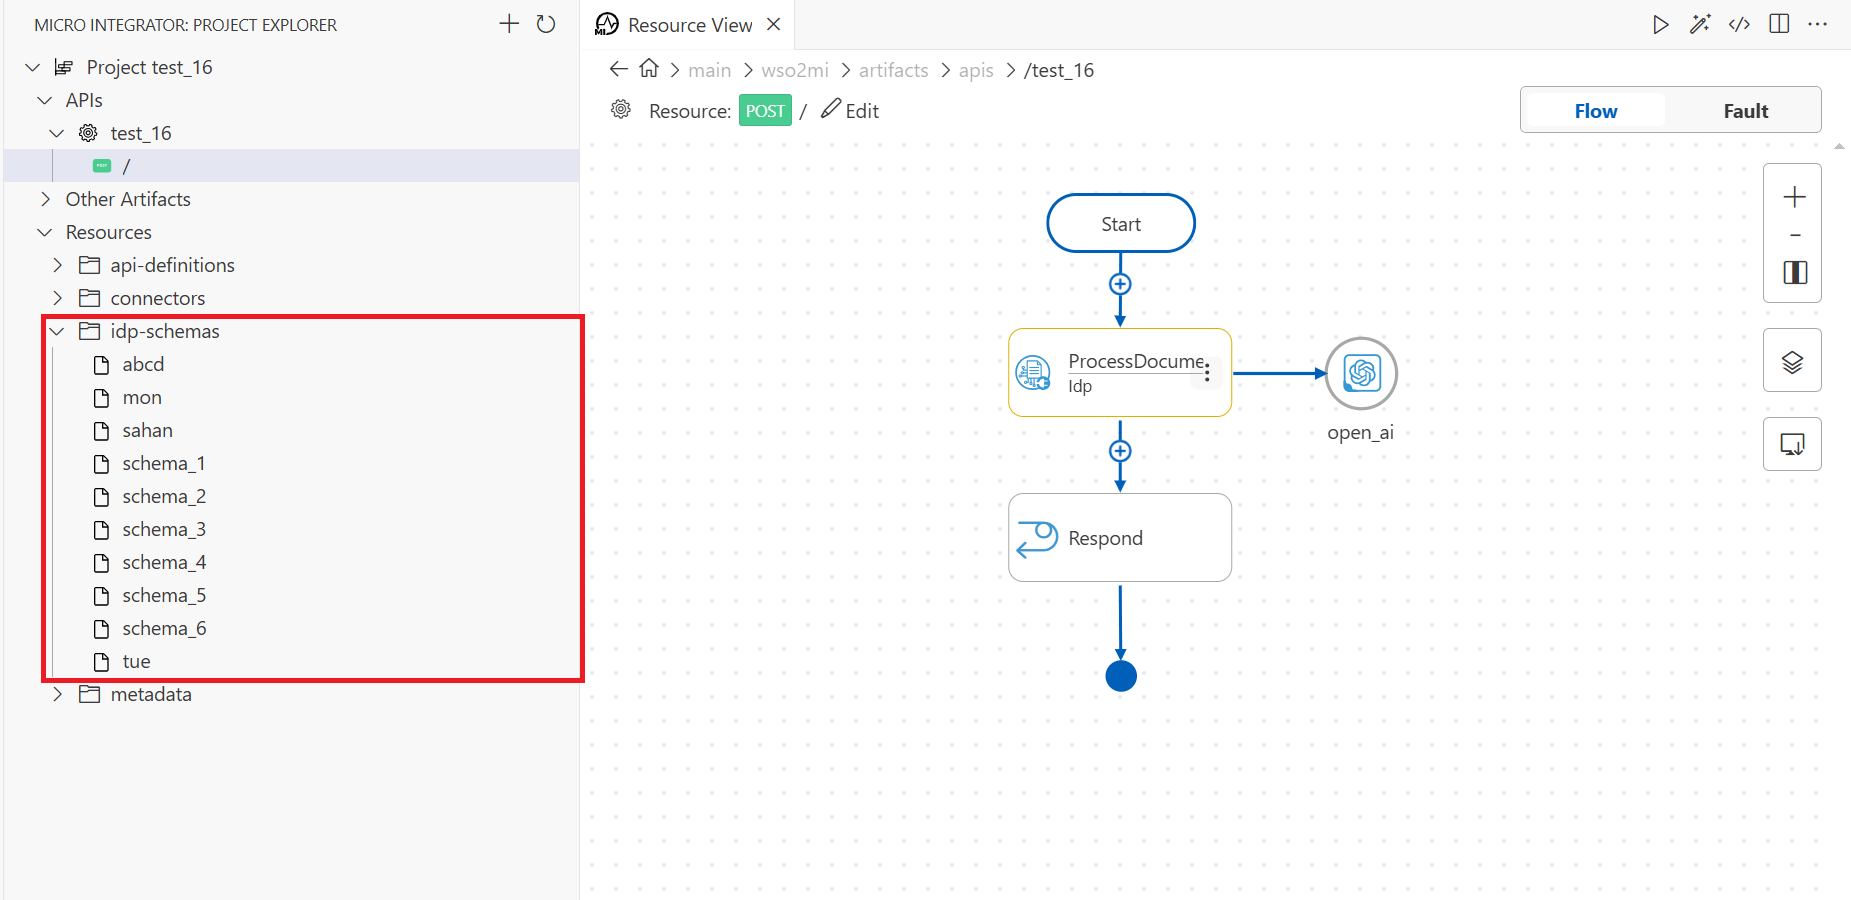 MICRO INTEGRATOR: PROJECT EXPLORER
Project test_16
APIs
test_16
POST /
Other Artifacts
Resources
api-definitions
connectors
idp-schemas
abcd
mon
sahan
schema_1
schema_2
schema_3
schema_4
schema_5
schema_6
tue
metadata
MI Resource View
main > wso2mi > artifacts > apis > /test_16
Resource: POST / Edit
Flow Fault
Start
ProcessDocume
Idp
open_ai
Respond